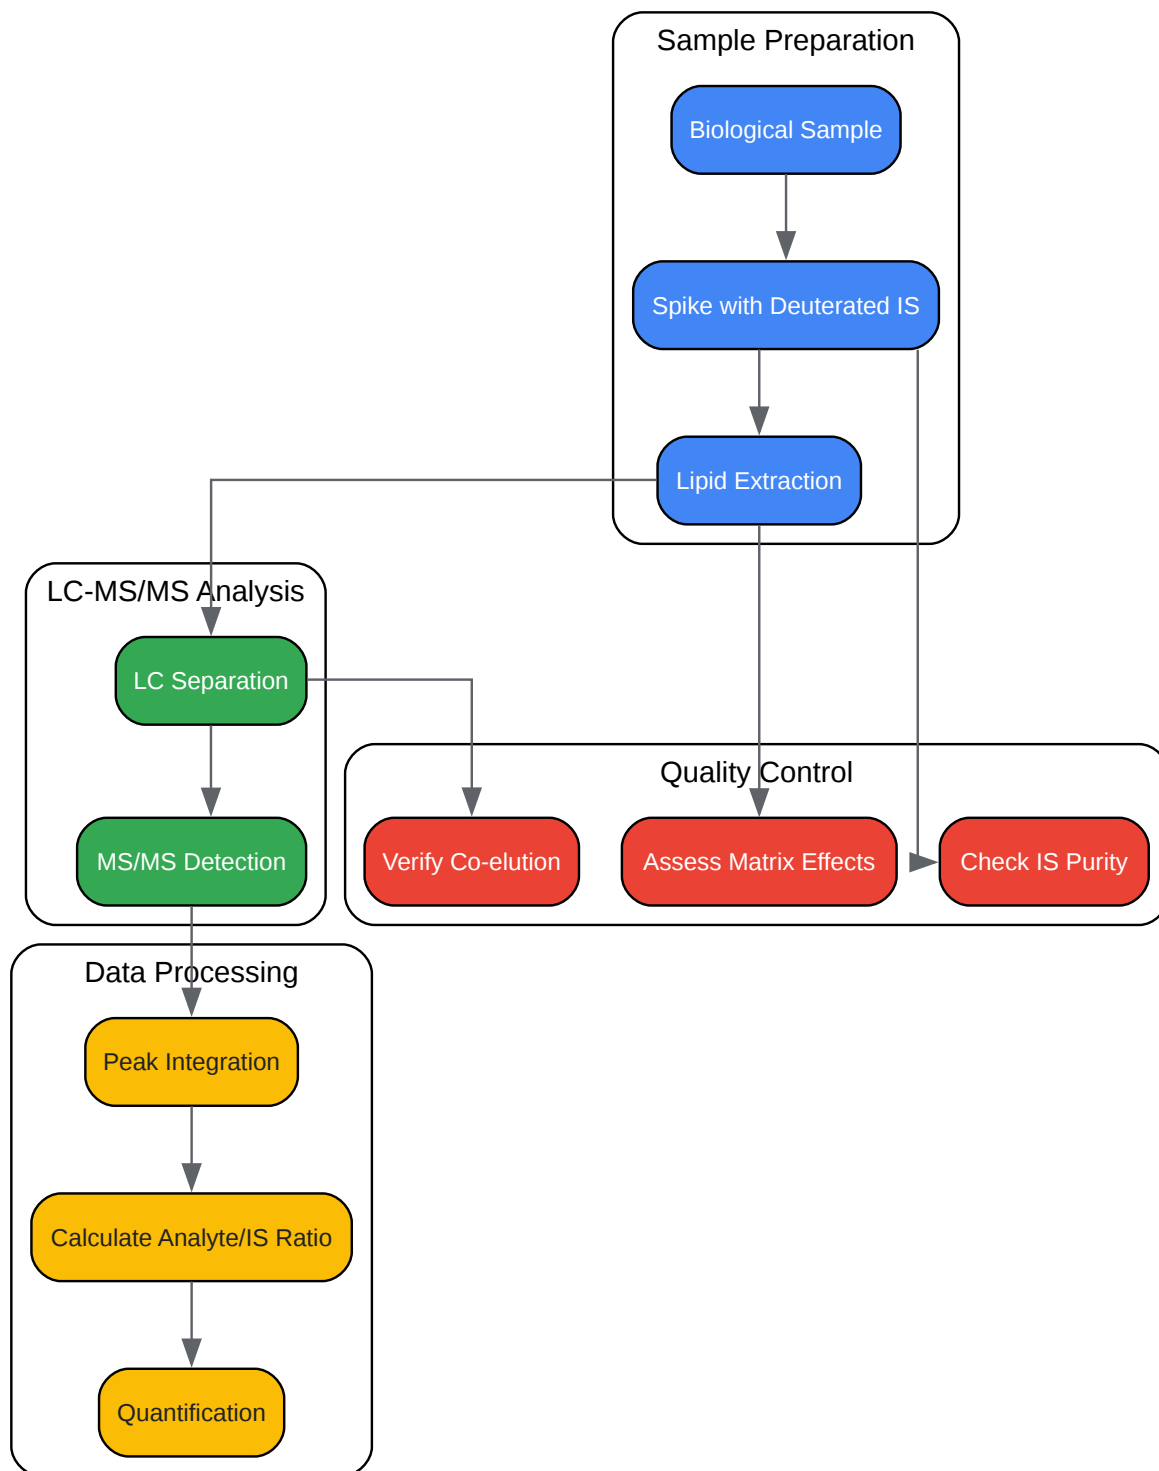 Sample Preparation
Biological Sample
Spike with Deuterated IS
Lipid Extraction
LC-MS/MS Analysis
LC Separation
MS/MS Detection
Quality Control
Verify Co-elution
Assess Matrix Effects
Check IS Purity
Data Processing
Peak Integration
Calculate Analyte/IS Ratio
Quantification